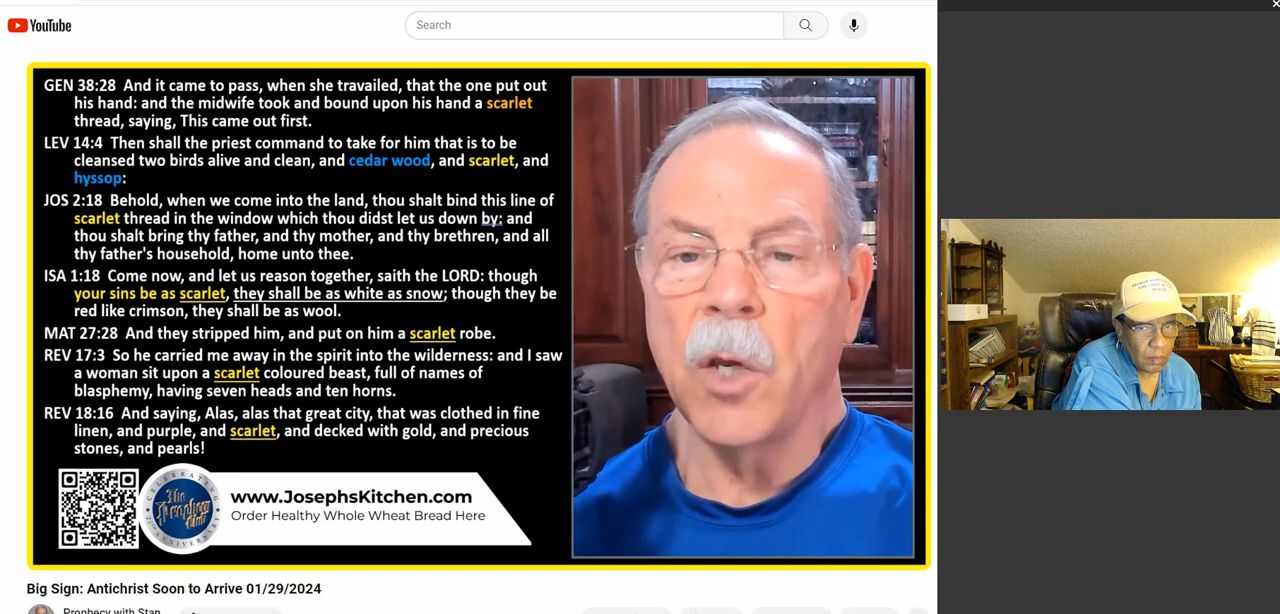 YouTube
Search
GEN 38:28 And it came to pass, when she travailed, that the one put out
his hand: and the midwife took and bound upon his hand a scarlet
thread, saying, This came out first.
LEV 14:4 Then shall the priest command to take for him that is to be
cleansed two birds alive and clean, and cedar wood, and scarlet, and
hyssop:
JOS 2:18 Behold, when we come into the land, thou shalt bind this line of
scarlet thread in the window which thou didst let us down by: and
thou shalt bring thy father, and thy mother, and thy brethren, and all
thy father's household, home unto thee.
ISA 1:18 Come now, and let us reason together, saith the LORD: though
your sins be as scarlet, they shall be as white as snow; though they be
red like crimson, they shall be as wool.
MAT 27:28 And they stripped him, and put on him a scarlet robe.
REV 17:3 So he carried me away in the spirit into the wilderness: and I saw
a woman sit upon a scarlet coloured beast, full of names of
blasphemy, having seven heads and ten horns.
REV 18:16 And saying, Alas, alas that great city, that was clothed in fine
linen, and purple, and scarlet, and decked with gold, and precious
stones, and pearls!
CELEBRATING
The Prophecy Club
ANNIVERSARY
www.JosephsKitchen.com
Order Healthy Whole Wheat Bread Here
Big Sign: Antichrist Soon to Arrive 01/29/2024
Prophecy with Stan